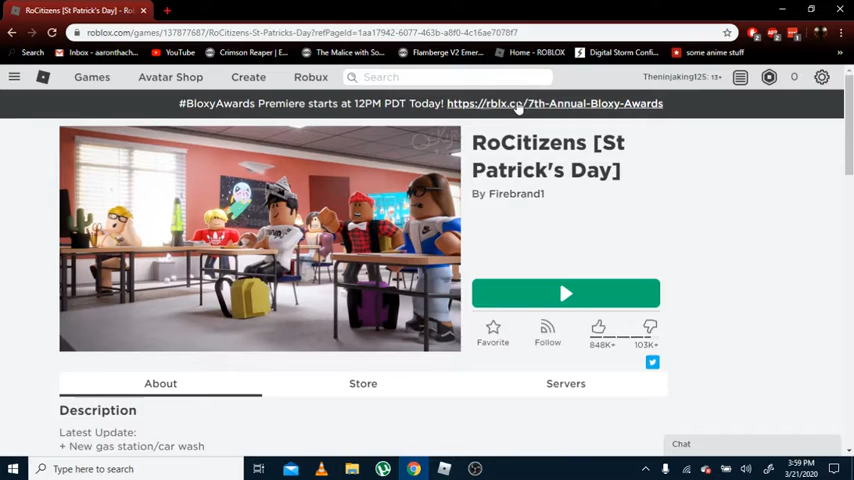 RoCitizens [St Patrick's Day] - Rob
roblox.com/games/137877687/RoCitizens-St-Patricks-Day?refPageId=1aa17942-6077-463b-a8f0-4c16ae7078f7
Search
Inbox - aaronthach...
YouTube
Crimson Reaper | E...
The Malice with So...
Flamberge V2 Emer...
Home - ROBLOX
Digital Storm Confi...
some anime stuff
Games
Avatar Shop
Create
Robux
Search
Theninjaking125: 13+
0
#BloxyAwards Premiere starts at 12PM PDT Today! https://rblx.co/7th-Annual-Bloxy-Awards
RoCitizens [St
Patrick's Day]
By Firebrand1
Favorite
Follow
848K+
103K+
About
Store
Servers
Description
Latest Update:
+ New gas station/car wash
Chat
Type here to search
3:59 PM
3/21/2020